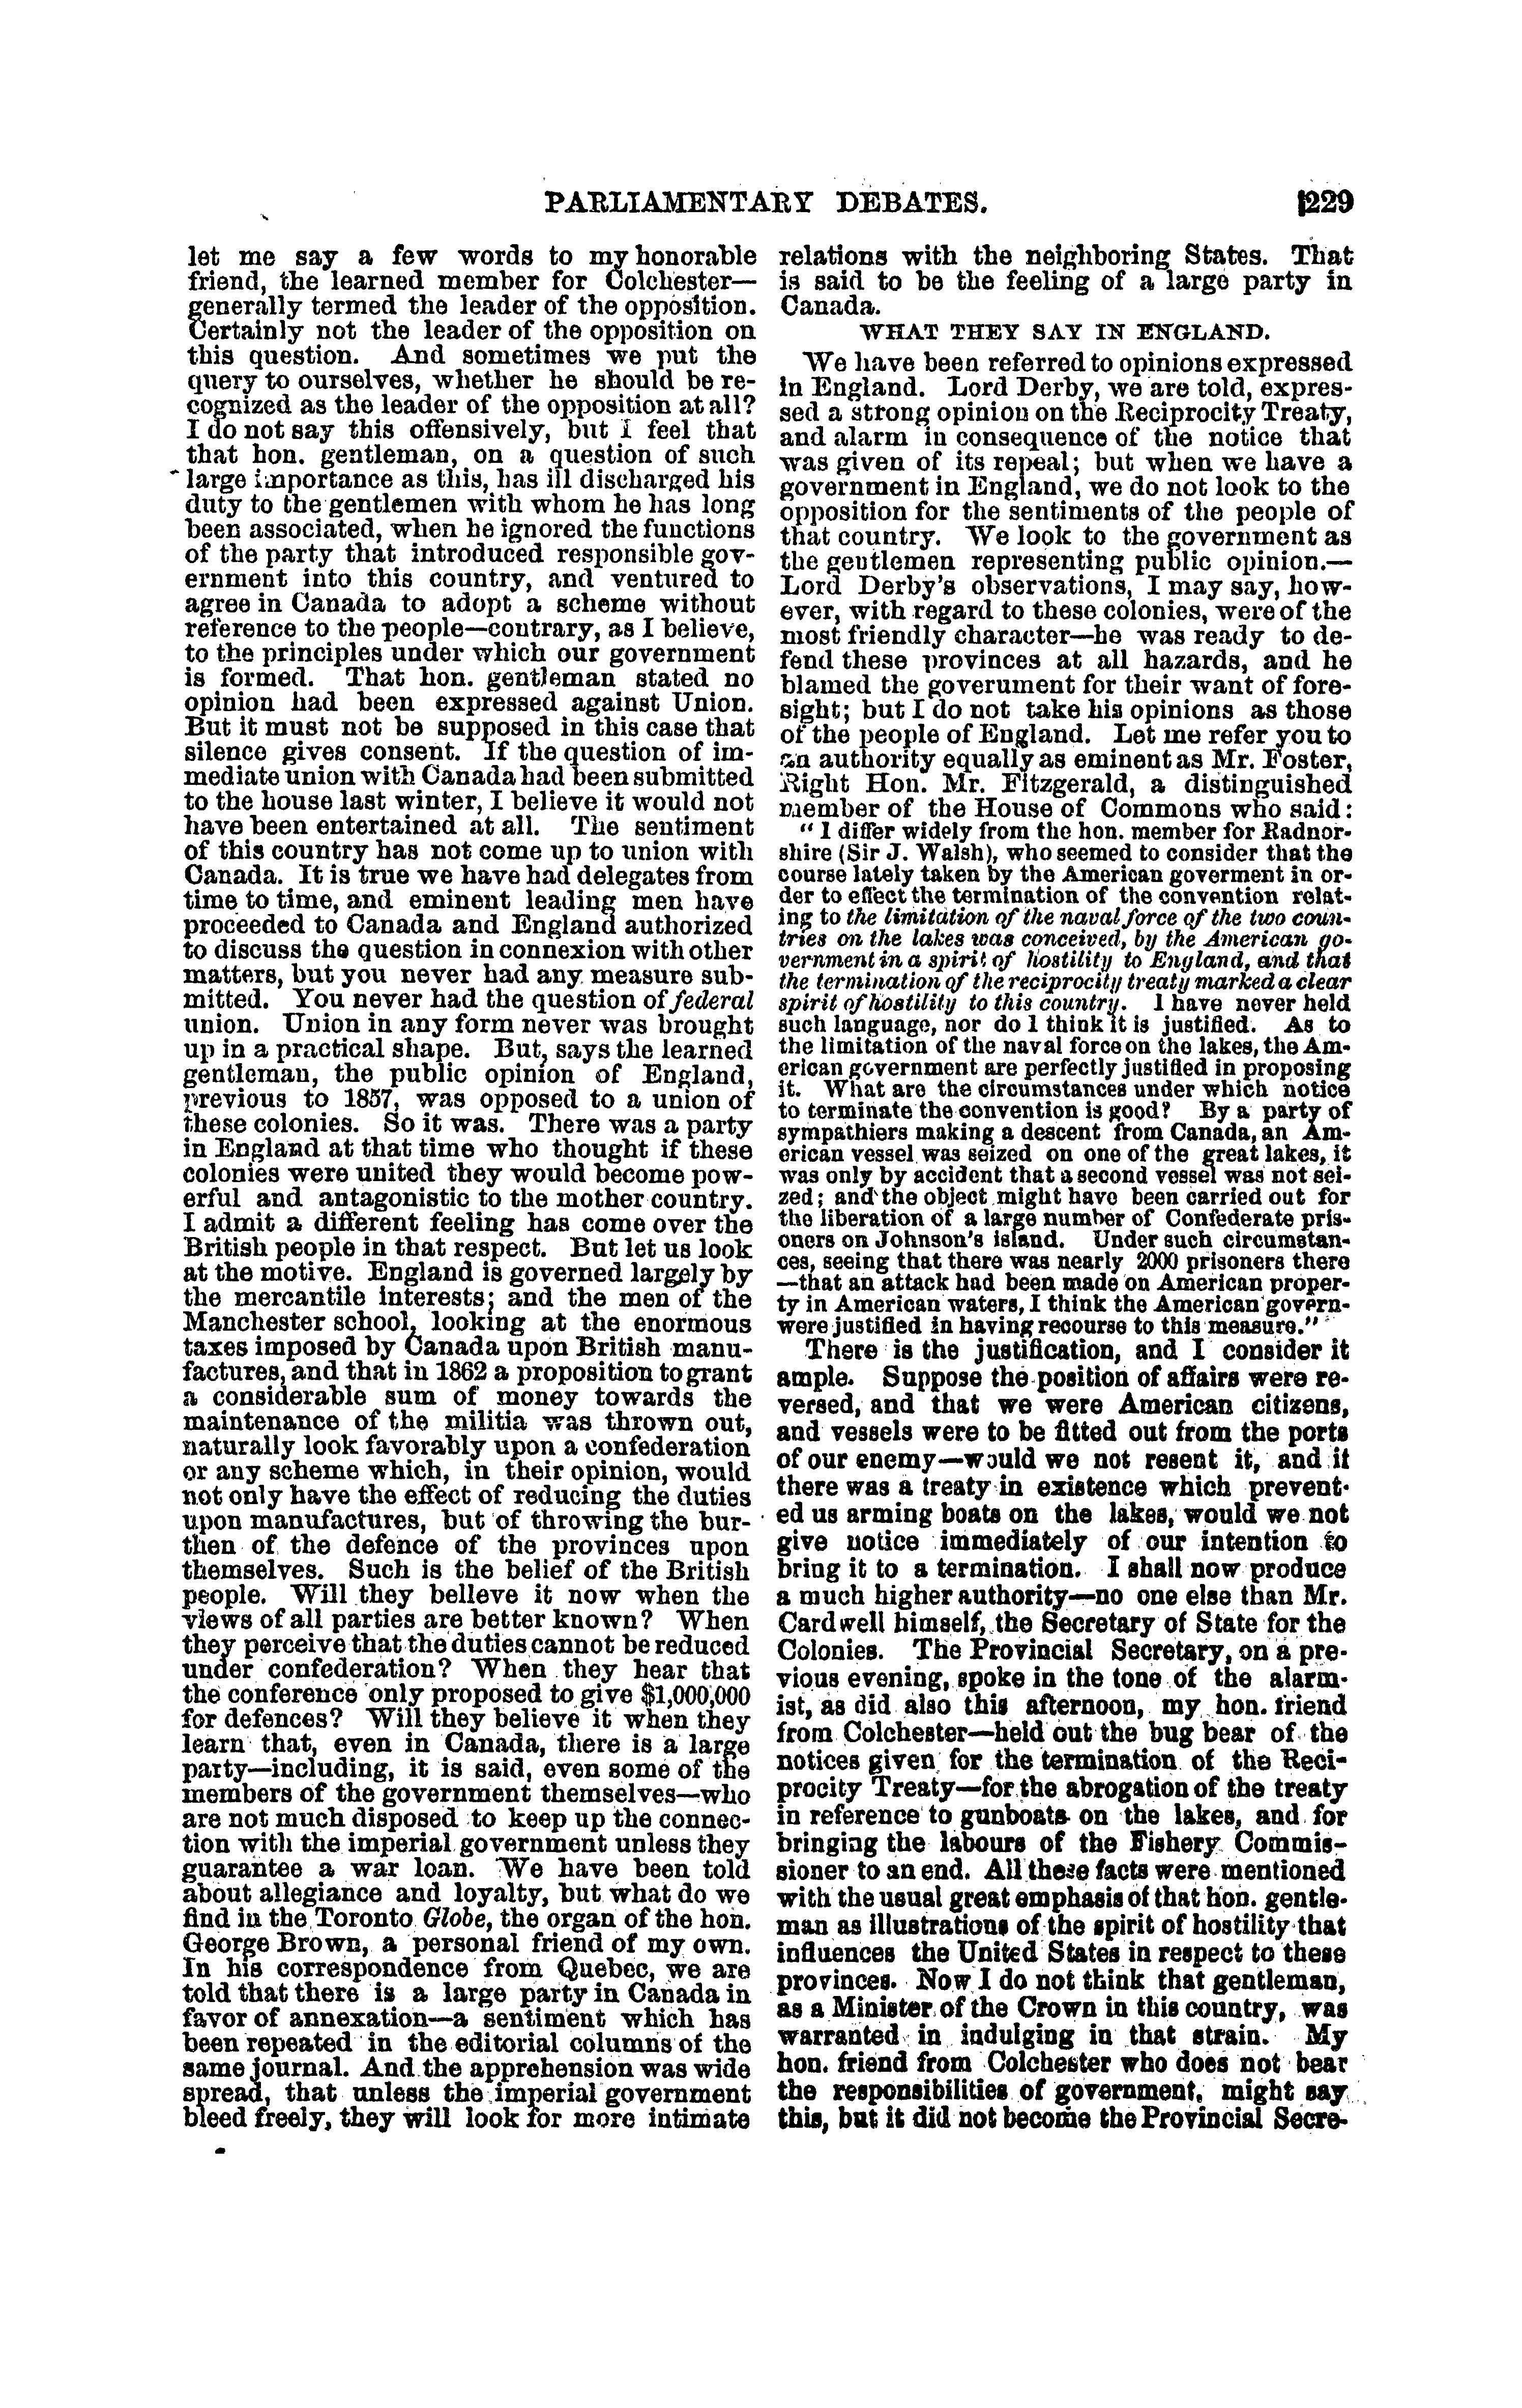 PARLIAMENTARY DEBATES. 229
let me say a few words to my honorable
friend, the learned member for Colchester—
generally termed the leader of the opposition.
Certainly not the leader of the opposition on
this question. And sometimes we put the
query to ourselves, whether he should be re-
cognized as the leader of the opposition at all?
I do not say this offensively, but I feel that
that hon. gentleman, on a question of such
large importance as this, has ill discharged his
duty to the gentlemen with whom he has long
been associated, when he ignored the functions
of the party that introduced responsible gov-
ernment into this country, and ventured to
agree in Canada to adopt a scheme without
reference to the people—contrary, as I believe,
to the principles under which our government
is formed. That hon. gentleman stated no
opinion had been expressed against Union.
But it must not be supposed in this case that
silence gives consent. If the question of im-
mediate union with Canada had been submitted
to the house last winter, I believe it would not
have been entertained at all. The sentiment
of this country has not come up to union with
Canada. It is true we have had delegates from
time to time, and eminent leading men have
proceeded to Canada and England authorized
to discuss the question in connexion with other
matters, but you never had any measure sub-
mitted. You never had the question of federal
union. Union in any form never was brought
up in a practical shape. But, says the learned
gentleman, the public opinion of England,
previous to 1857, was opposed to a union of
these colonies. So it was. There was a party
in England at that time who thought if these
colonies were united they would become pow-
erful and antagonistic to the mother country.
I admit a different feeling has come over the
British people in that respect. But let us look
at the motive. England is governed largely by
the mercantile interests; and the men of the
Manchester school, looking at the enormous
taxes imposed by Canada upon British manu-
factures, and that in 1862 a proposition to grant
a considerable sum of money towards the
maintenance of the militia was thrown out,
naturally look favorably upon a confederation
or any scheme which, in their opinion, would
not only have the effect of reducing the duties
upon manufactures, but of throwing the bur-
then of the defence of the provinces upon
themselves. Such is the belief of the British
people. Will they believe it now when the
views of all parties are better known? When
they perceive that the duties cannot be reduced
under confederation? When they hear that
the conference only proposed to give $1,000,000
for defences? Will they believe it when they
learn that, even in Canada, there is a large
party—including, it is said, even some of the
members of the government themselves—who
are not much disposed to keep up the connec-
tion with the imperial government unless they
guarantee a war loan. We have been told
about allegiance and loyalty, but what do we
find in the Toronto Globe, the organ of the hon.
George Brown, a personal friend of my own.
In his correspondence from Quebec, we are
told that there is a large party in Canada in
favor of annexation—a sentiment which has
been repeated in the editorial columns of the
same journal. And the apprehension was wide
spread, that unless the imperial government
bleed freely, they will look for more intimate
relations with the neighboring States. That
is said to be the feeling of a large party in
Canada.
WHAT THEY SAY IN ENGLAND.
We have been referred to opinions expressed
in England. Lord Derby, we are told, expres-
sed a strong opinion on the Reciprocity Treaty,
and alarm in consequence of the notice that
was given of its repeal; but when we have a
government in England, we do not look to the
opposition for the sentiments of the people of
that country. We look to the government as
the gentlemen representing public opinion.—
Lord Derby's observations, I may say, how-
ever, with regard to these colonies, were of the
most friendly character—he was ready to de-
fend these provinces at all hazards, and he
blamed the government for their want of fore-
sight; but I do not take his opinions as those
of the people of England. Let me refer you to
an authority equally as eminent as Mr. Foster,
Right Hon. Mr. Fitzgerald, a distinguished
member of the House of Commons who said:
"I differ widely from the hon. member for Radnor-
shire (Sir J. Walsh), who seemed to consider that the
course lately taken by the American goverment in or-
der to effect the termination of the convention relat-
ing to the limitation of the naval force of the two coun-
tries on the lakes was conceived, by the American go-
vernment in a spirit of hostility to England, and that
the termination of the reciprocity treaty marked a clear
spirit of hostility to this country. I have never held
such language, nor do I think it is justified. As to
the limitation of the naval force on the lakes, the Am-
erican government are perfectly justified in proposing
it. What are the circumstances under which notice
to terminate the convention is good? By a party of
sympathiers making a descent from Canada, an Am-
erican vessel was seized on one of the great lakes, it
was only by accident that a second vessel was not sei-
zed; and the object might have been carried out for
the liberation of a large number of Confederate pris-
oners on Johnson's island. Under such circumstan-
ces, seeing that there was nearly 2000 prisoners there
—that an attack had been made on American proper-
ty in American waters, I think the American govern-
were justified in having recourse to this measure."
There is the justification, and I consider it
ample. Suppose the position of affairs were re-
versed, and that we were American citizens,
and vessels were to be fitted out from the ports
of our enemy—would we not resent it, and if
there was a treaty in existence which prevent-
ed us arming boats on the lakes, would we not
give notice immediately of our intention to
bring it to a termination. I shall now produce
a much higher authority—no one else than Mr.
Cardwell himself, the Secretary of State for the
Colonies. The Provincial Secretary, on a pre-
vious evening, spoke in the tone of the alarm-
ist, as did also this afternoon, my hon. friend
from Colchester—held out the bug bear of the
notices given for the termination of the Reci-
procity Treaty—for the abrogation of the treaty
in reference to gunboats on the lakes, and for
bringing the labours of the Fishery Commis-
sioner to an end. All these facts were mentioned
with the usual great emphasis of that hon. gentle-
man as illustrations of the spirit of hostility that
influences the United States in respect to these
provinces. Now I do not think that gentleman,
as a Minister of the Crown in this country, was
warranted in indulging in that strain. My
hon. friend from Colchester who does not bear
the responsibilities of government, might say
this, but it did not become the Provincial Secre-